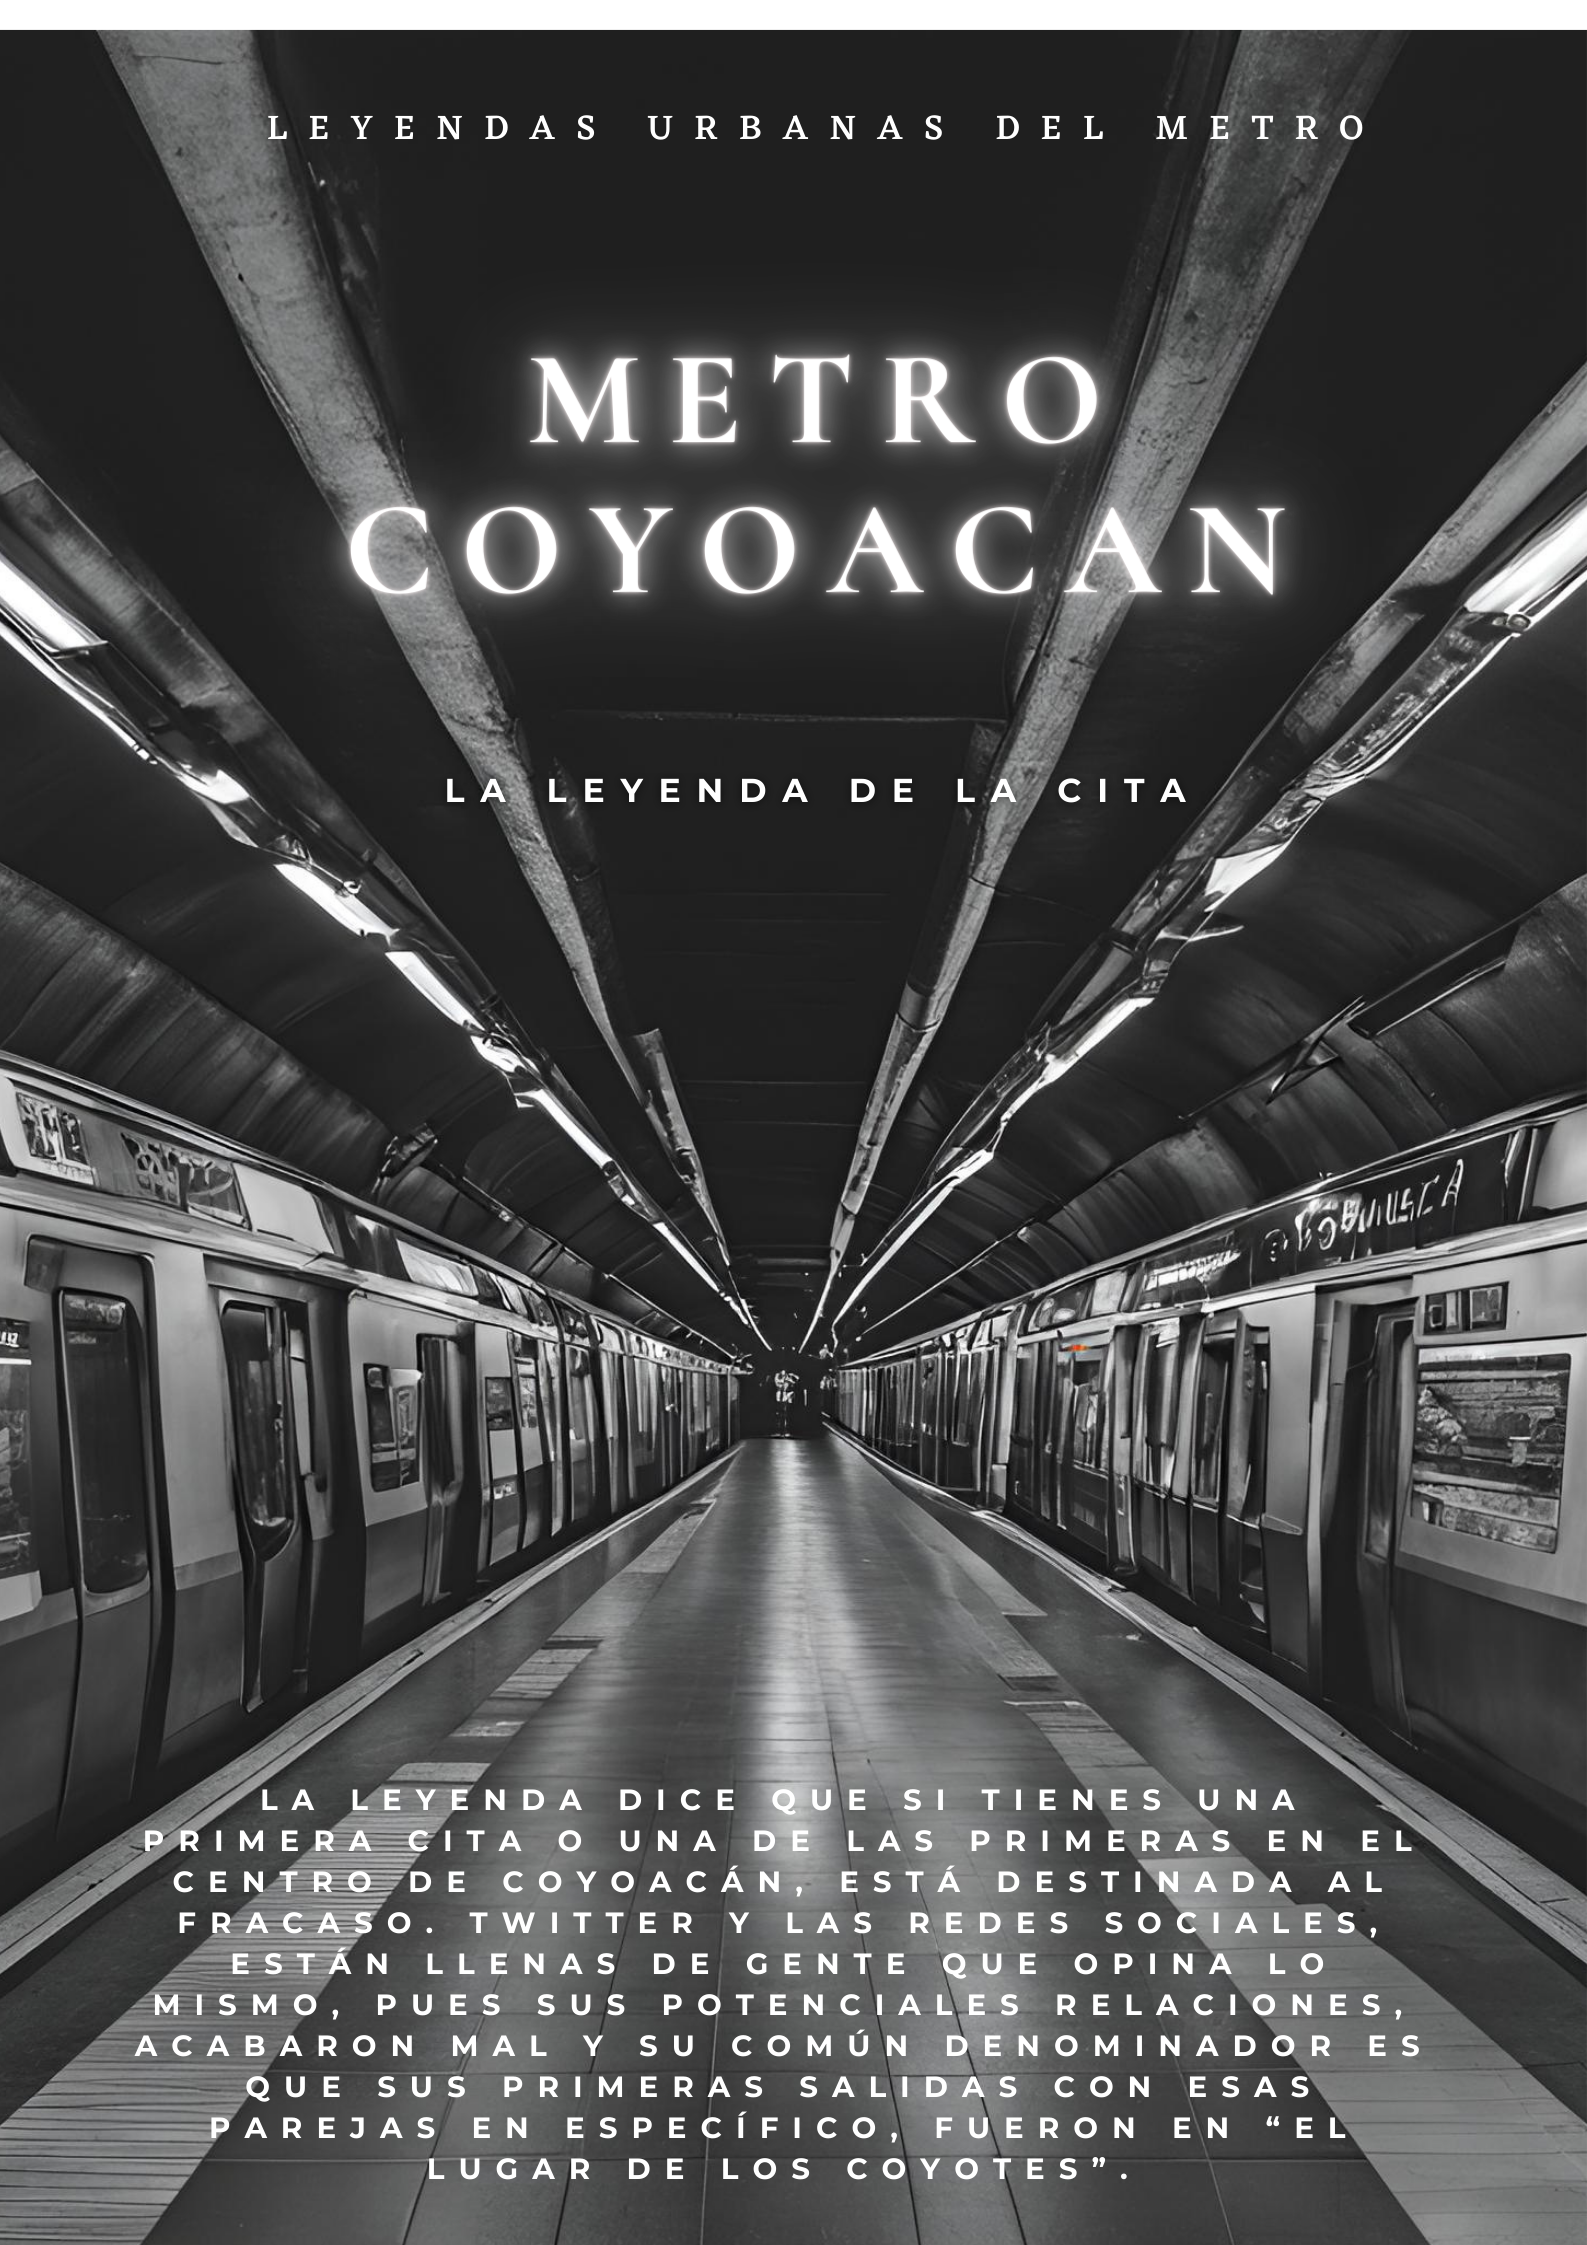 LEYENDAS URBANAS DEL METRO
METRO
COYOACAN
LA LEYENDA DE LA CITA
LA LEYENDA DICE QUE SI TIENES UNA
PRIMERA CITA O UNA DE LAS PRIMERAS EN EL
CENTRO DE COYOACÁN, ESTÁ DESTINADA AL
FRACASO. TWITTER Y LAS REDES SOCIALES,
ESTÁN LLENAS DE GENTE QUE OPINA LO
MISMO, PUES SUS POTENCIALES RELACIONES,
ACABARON MAL Y SU COMÚN DENOMINADOR ES
QUE SUS PRIMERAS SALIDAS CON ESAS
PAREJAS EN ESPECÍFICO, FUERON EN “EL
LUGAR DE LOS COYOTES”.